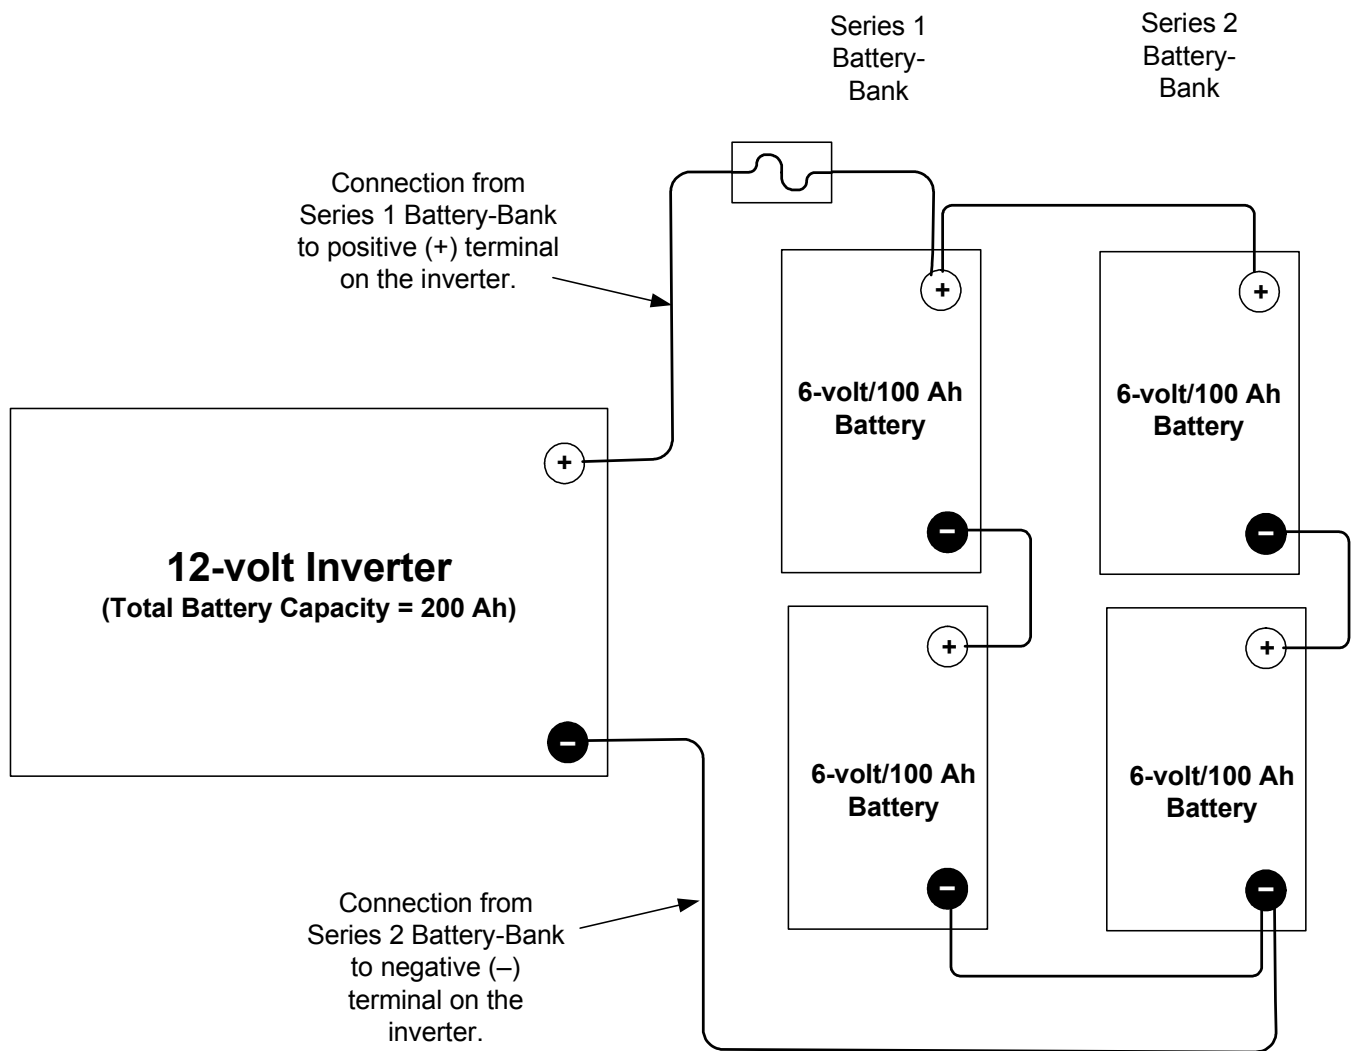 Series 1
Battery-
Bank
Series 2
Battery-
Bank
Connection from
Series 1 Battery-Bank
to positive (+) terminal
on the inverter.
+
+
6-volt/100 Ah
Battery
6-volt/100 Ah
Battery
–
–
+
12-volt Inverter
(Total Battery Capacity = 200 Ah)
–
+
+
6-volt/100 Ah
Battery
6-volt/100 Ah
Battery
–
–
Connection from
Series 2 Battery-Bank
to negative (–)
terminal on the
inverter.